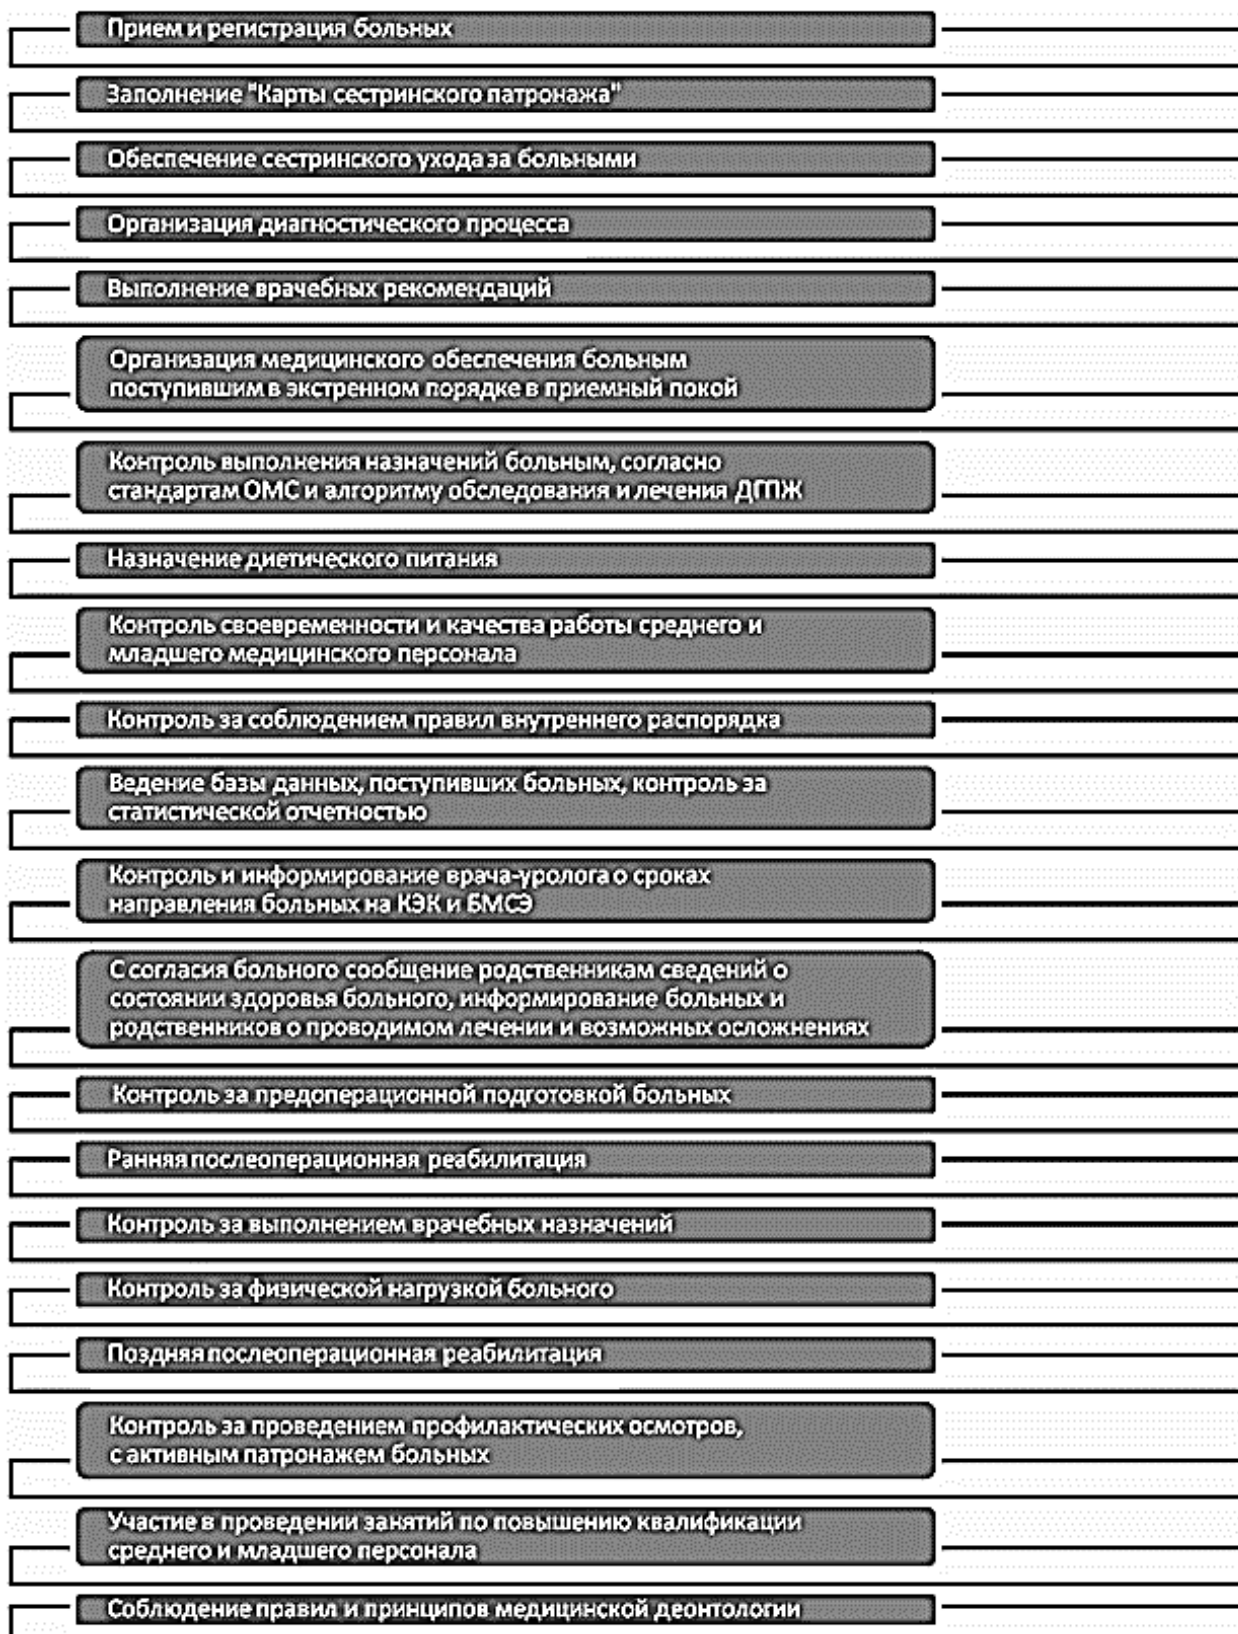 Прием и регистрация больных
Заполнение "Карты сестринского патронажа"
Обеспечение сестринского ухода за больными
Организация диагностического процесса
Выполнение врачебных рекомендаций
Организация медицинского обеспечения больным
поступившим в экстренном порядке в приемный покой
Контроль выполнения назначений больным, согласно
стандартам ОМС и алгоритму обследования и лечения ДГПЖ
Назначение диетического питания
Контроль своевременности и качества работы среднего и
младшего медицинского персонала
Контроль за соблюдением правил внутреннего распорядка
Ведение базы данных, поступивших больных, контроль за
статистической отчетностью
Контроль и информирование врача-уролога о сроках
направления больных на КЭК и БМСЭ
С согласия больного сообщение родственникам сведений о
состоянии здоровья больного, информирование больных и
родственников о проводимом лечении и возможных осложнениях
Контроль за предоперационной подготовкой больных
Ранняя послеоперационная реабилитация
Контроль за выполнением врачебных назначений
Контроль за физической нагрузкой больного
Поздняя послеоперационная реабилитация
Контроль за проведением профилактических осмотров,
с активным патронажем больных
Участие в проведении занятий по повышению квалификации
среднего и младшего персонала
Соблюдение правил и принципов медицинской деонтологии